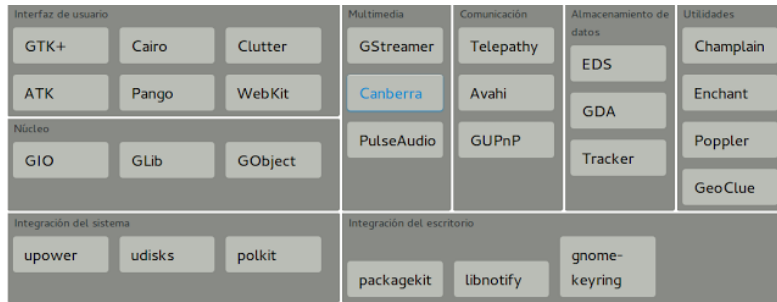 Interfaz de usuario
GTK+
Cairo
Clutter
ATK
Pango
WebKit
Núcleo
GIO
GLib
GObject
Multimedia
GStreamer
Canberra
PulseAudio
Comunicación
Telepathy
Avahi
GUPnP
Almacenamiento de
datos
EDS
GDA
Tracker
Utilidades
Champlain
Enchant
Poppler
GeoClue
Integración del sistema
upower
udisks
polkit
Integración del escritorio
packagekit
libnotify
gnome-
keyring